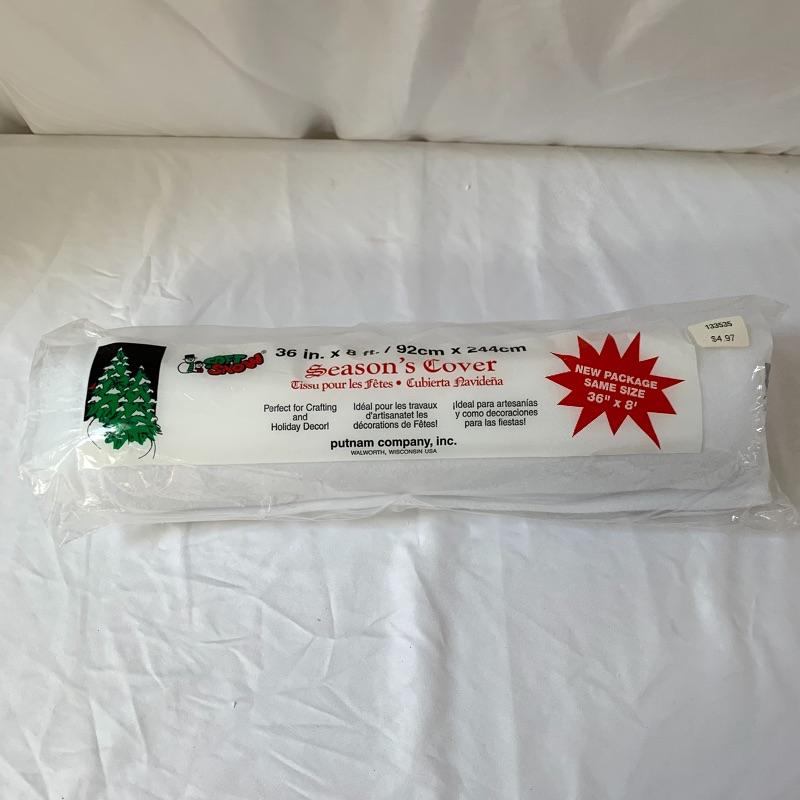 36 in. x 8 ft. / 92cm x 244cm
SOFT
SNOW®
Season's Cover
Tissu pour les Fêtes • Cubierta Navideña
Perfect for Crafting
and
Holiday Decor!
Idéal pour les travaux
d'artisanatet les
décorations de Fêtes!
¡Ideal para artesanías
y como decoraciones
para las fiestas!
putnam company, inc.
WALWORTH, WISCONSIN USA
NEW PACKAGE
SAME SIZE
36" x 8'
133535
$4.97